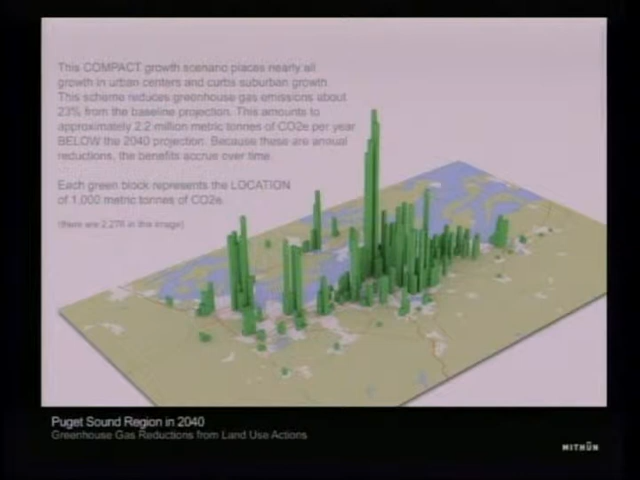 This COMPACT growth scenario places nearly all
growth in urban centers and curbs suburban growth.
This scheme reduces greenhouse gas emissions about
23% from the baseline projection. This amounts to
approximately 2.2 million metric tonnes of CO2e per year
BELOW the 2040 projection. Because these are annual
reductions, the benefits accrue over time.
Each green block represents the LOCATION
of 1,000 metric tonnes of CO2e.
(there are 2,276 in the image)
Puget Sound Region in 2040
Greenhouse Gas Reductions from Land Use Actions
MITHŪN